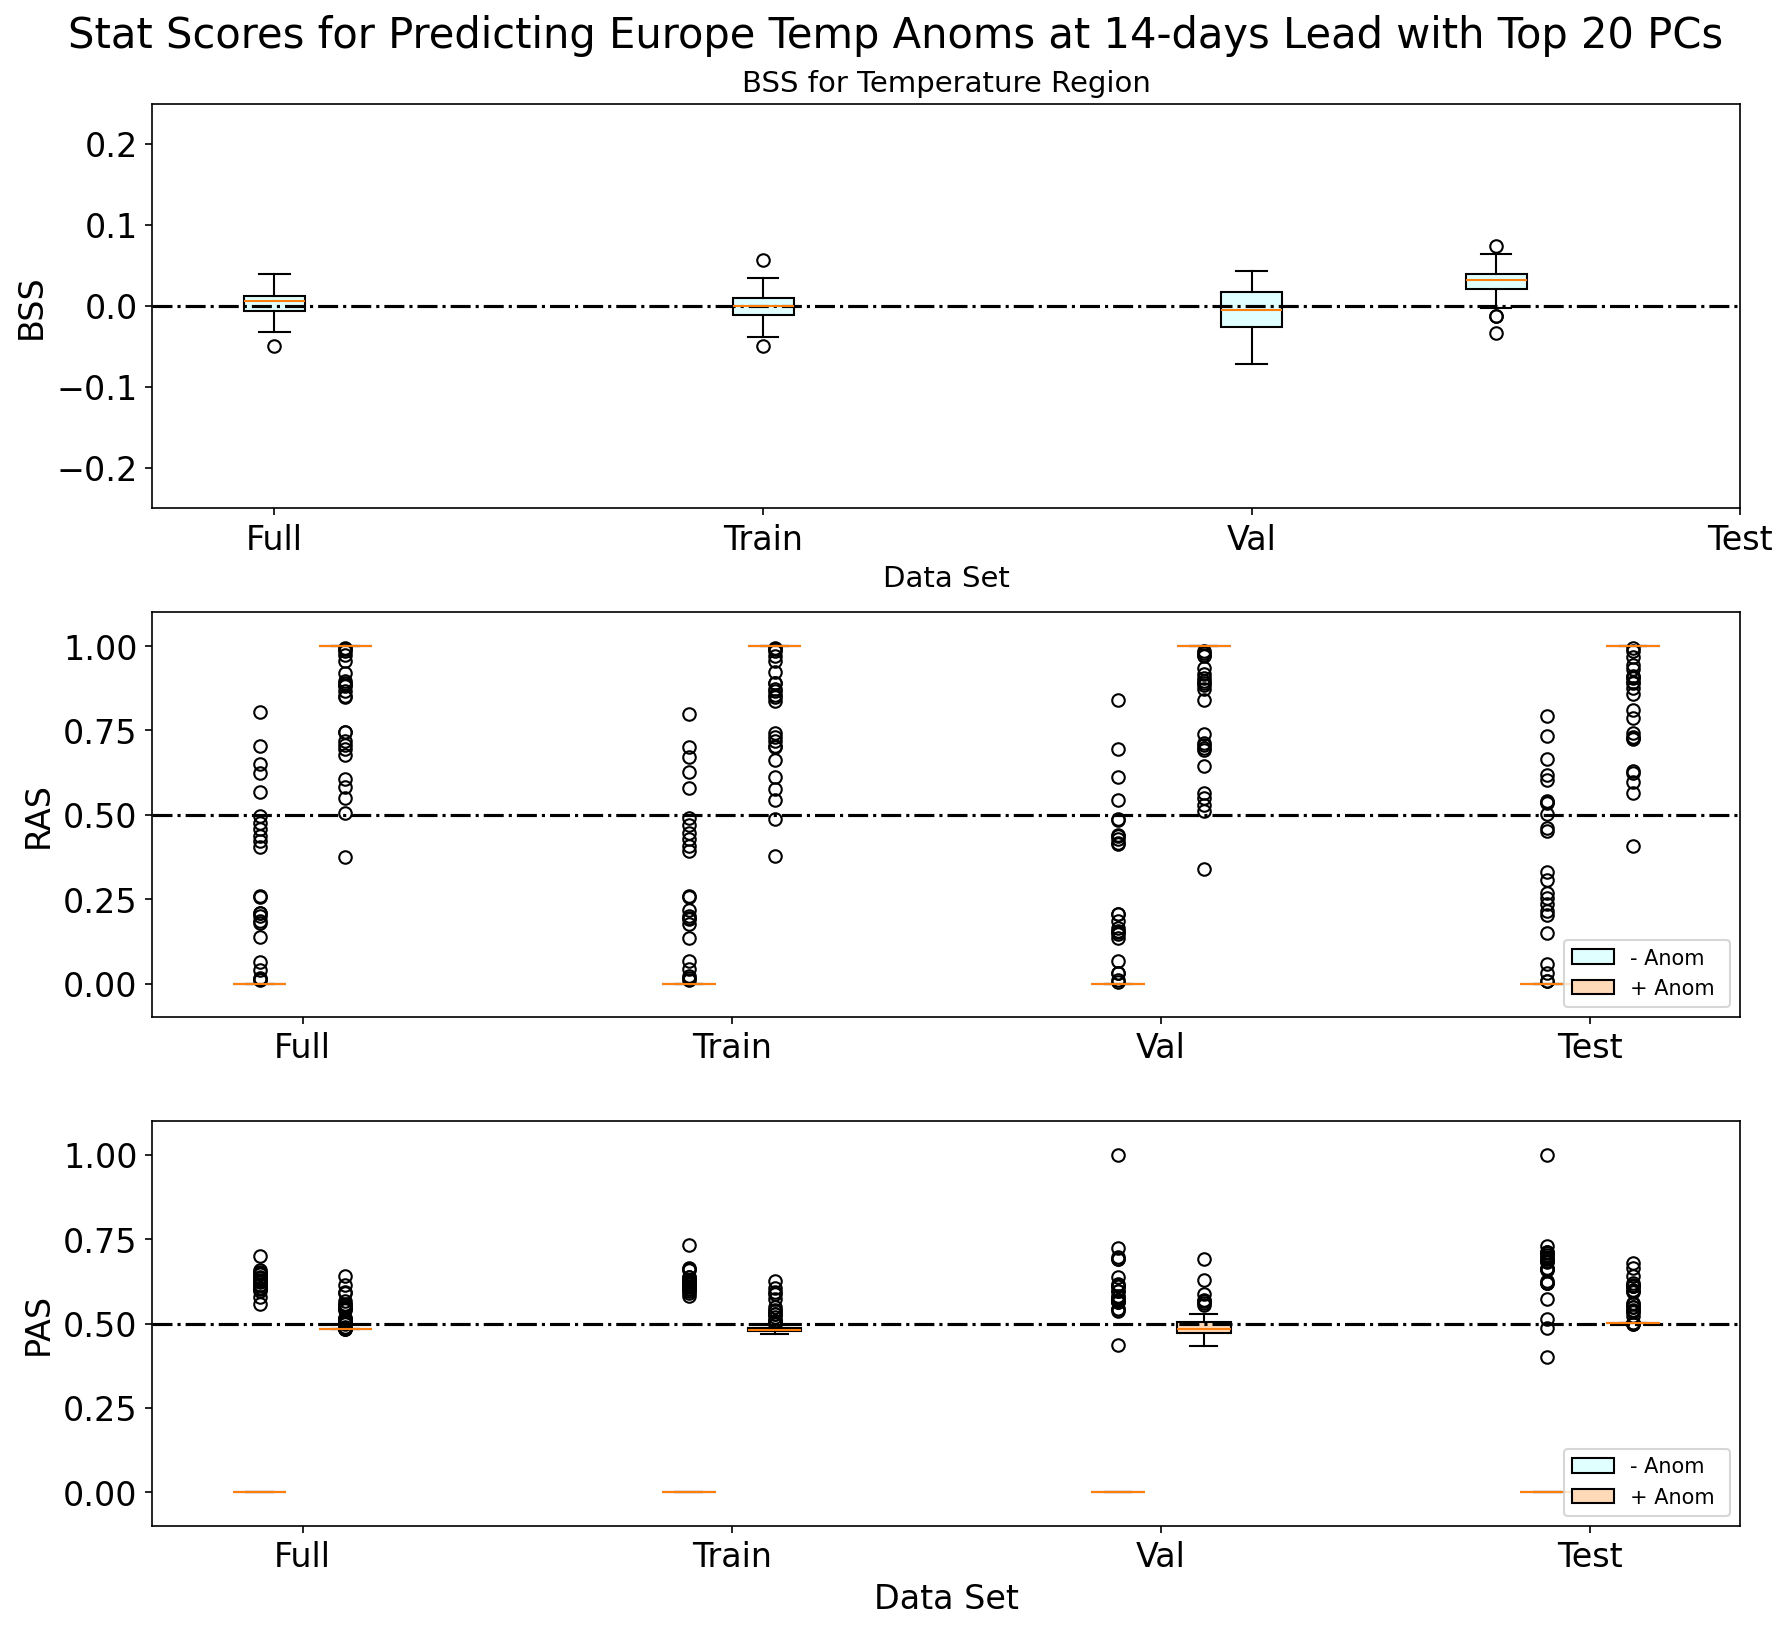 Stat Scores for Predicting Europe Temp Anoms at 14-days Lead with Top 20 PCs
BSS for Temperature Region
0.2
0.1
0.0
−0.1
−0.2
BSS
Full Train Val Test
Data Set
1.00
0.75
0.50
0.25
0.00
RAS
- Anom
+ Anom
Full Train Val Test
1.00
0.75
0.50
0.25
0.00
PAS
- Anom
+ Anom
Full Train Val Test
Data Set